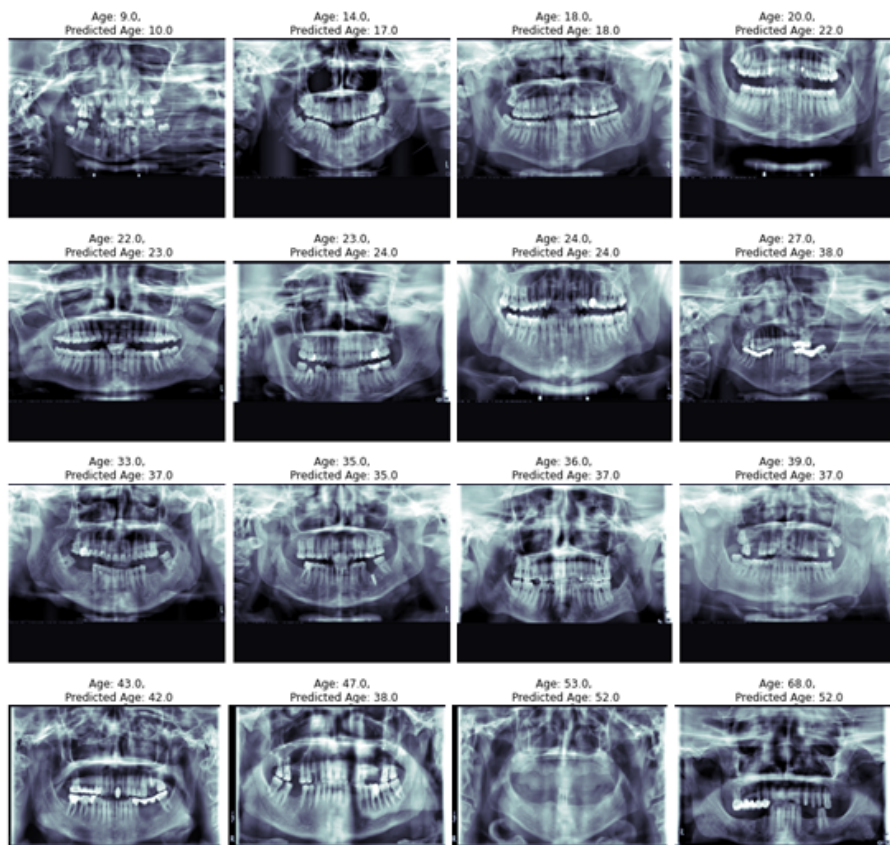 Age: 9.0,
Predicted Age: 10.0
Age: 14.0,
Predicted Age: 17.0
Age: 18.0,
Predicted Age: 18.0
Age: 20.0,
Predicted Age: 22.0
Age: 22.0,
Predicted Age: 23.0
Age: 23.0,
Predicted Age: 24.0
Age: 24.0,
Predicted Age: 24.0
Age: 27.0,
Predicted Age: 38.0
Age: 33.0,
Predicted Age: 37.0
Age: 35.0,
Predicted Age: 35.0
Age: 36.0,
Predicted Age: 37.0
Age: 39.0,
Predicted Age: 37.0
Age: 43.0,
Predicted Age: 42.0
Age: 47.0,
Predicted Age: 38.0
Age: 53.0,
Predicted Age: 52.0
Age: 68.0,
Predicted Age: 52.0